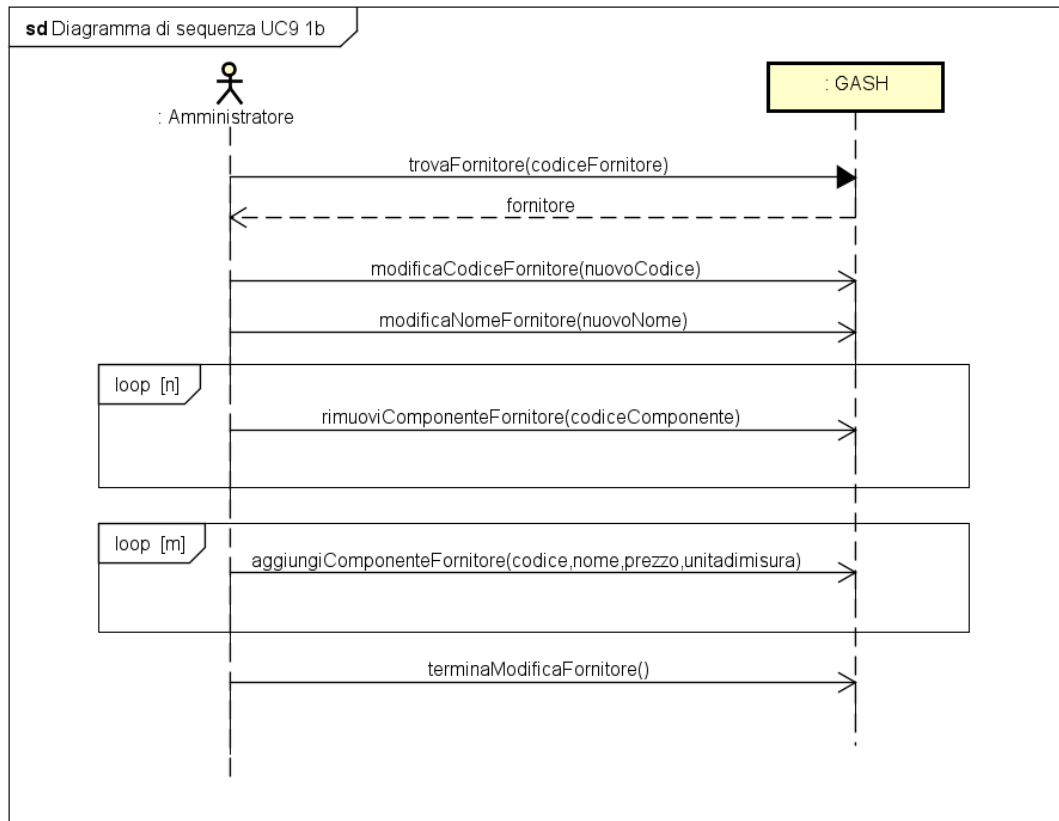 sd Diagramma di sequenza UC9 1b
: Amministratore
: GASH
trovaFornitore(codiceFornitore)
fornitore
modificaCodiceFornitore(nuovoCodice)
modificaNomeFornitore(nuovoNome)
loop [n]
rimuoviComponenteFornitore(codiceComponente)
loop [m]
aggiungiComponenteFornitore(codice,nome,prezzo,unitadimisura)
terminaModificaFornitore()